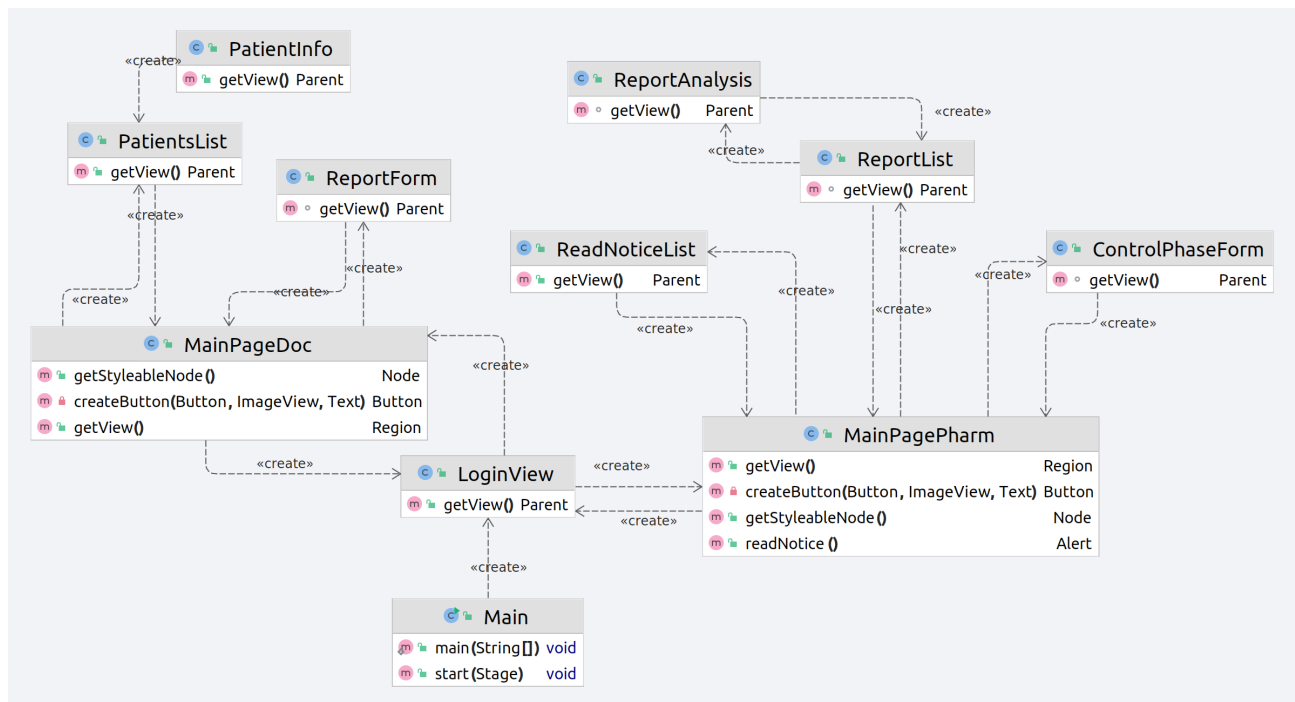 PatientInfo
getView() Parent
«create»
PatientsList
getView() Parent
«create»
«create»
ReportForm
getView() Parent
«create»
«create»
ReportAnalysis
getView() Parent
«create»
«create»
ReportList
getView() Parent
«create»
«create»
ReadNoticeList
getView() Parent
«create»
«create»
ControlPhaseForm
getView() Parent
«create»
«create»
MainPageDoc
getStyleableNode() Node
createButton(Button, ImageView, Text) Button
getView() Region
«create»
«create»
LoginView
getView() Parent
«create»
«create»
MainPagePharm
getView() Region
createButton(Button, ImageView, Text) Button
getStyleableNode() Node
readNotice () Alert
«create»
Main
main(String[]) void
start(Stage) void